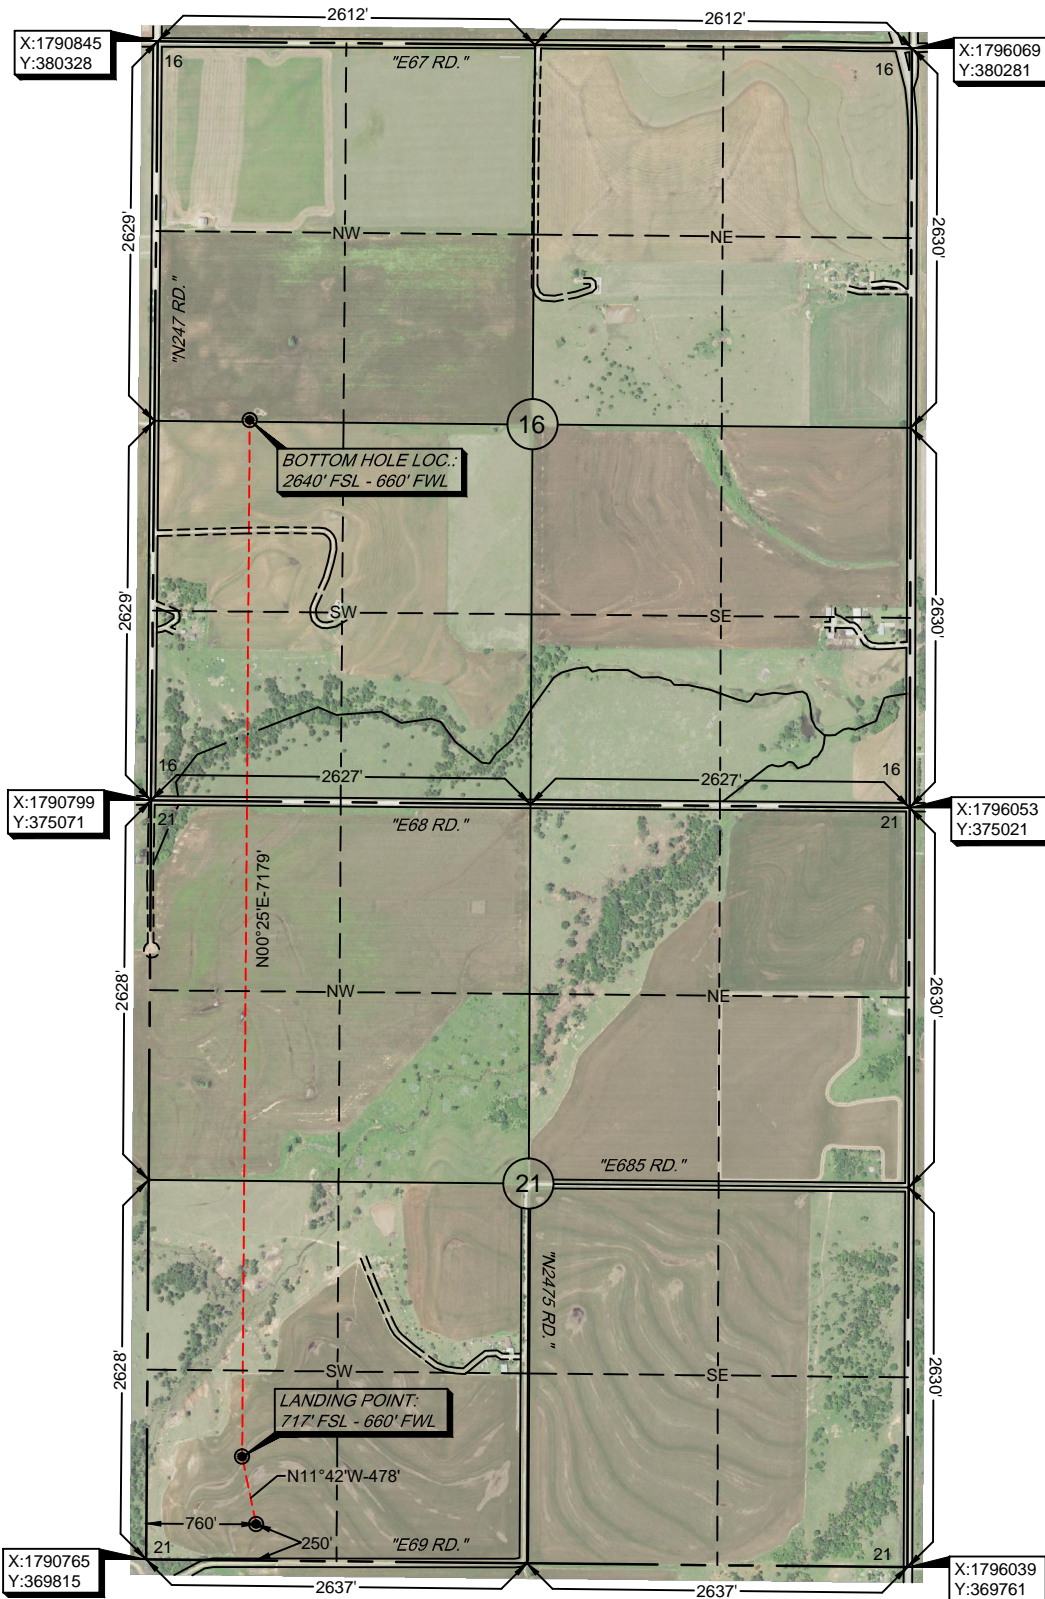 2612'
2612'
X:1790845
Y:380328
X:1796069
Y:380281
16
"E67 RD."
16
2629'
2630'
NW
NE
"N247 RD."
16
BOTTOM HOLE LOC.:
2640' FSL - 660' FWL
2629'
2630'
SW
SE
16
2627'
2627'
16
X:1790799
Y:375071
X:1796053
Y:375021
21
"E68 RD."
21
N00°25'E-7179'
2628'
2630'
NW
NE
"E685 RD."
21
"N2475 RD."
2628'
2630'
SW
SE
LANDING POINT:
717' FSL - 660' FWL
N11°42'W-478'
760'
250'
21
"E69 RD."
21
X:1790765
Y:369815
X:1796039
Y:369761
2637'
2637'